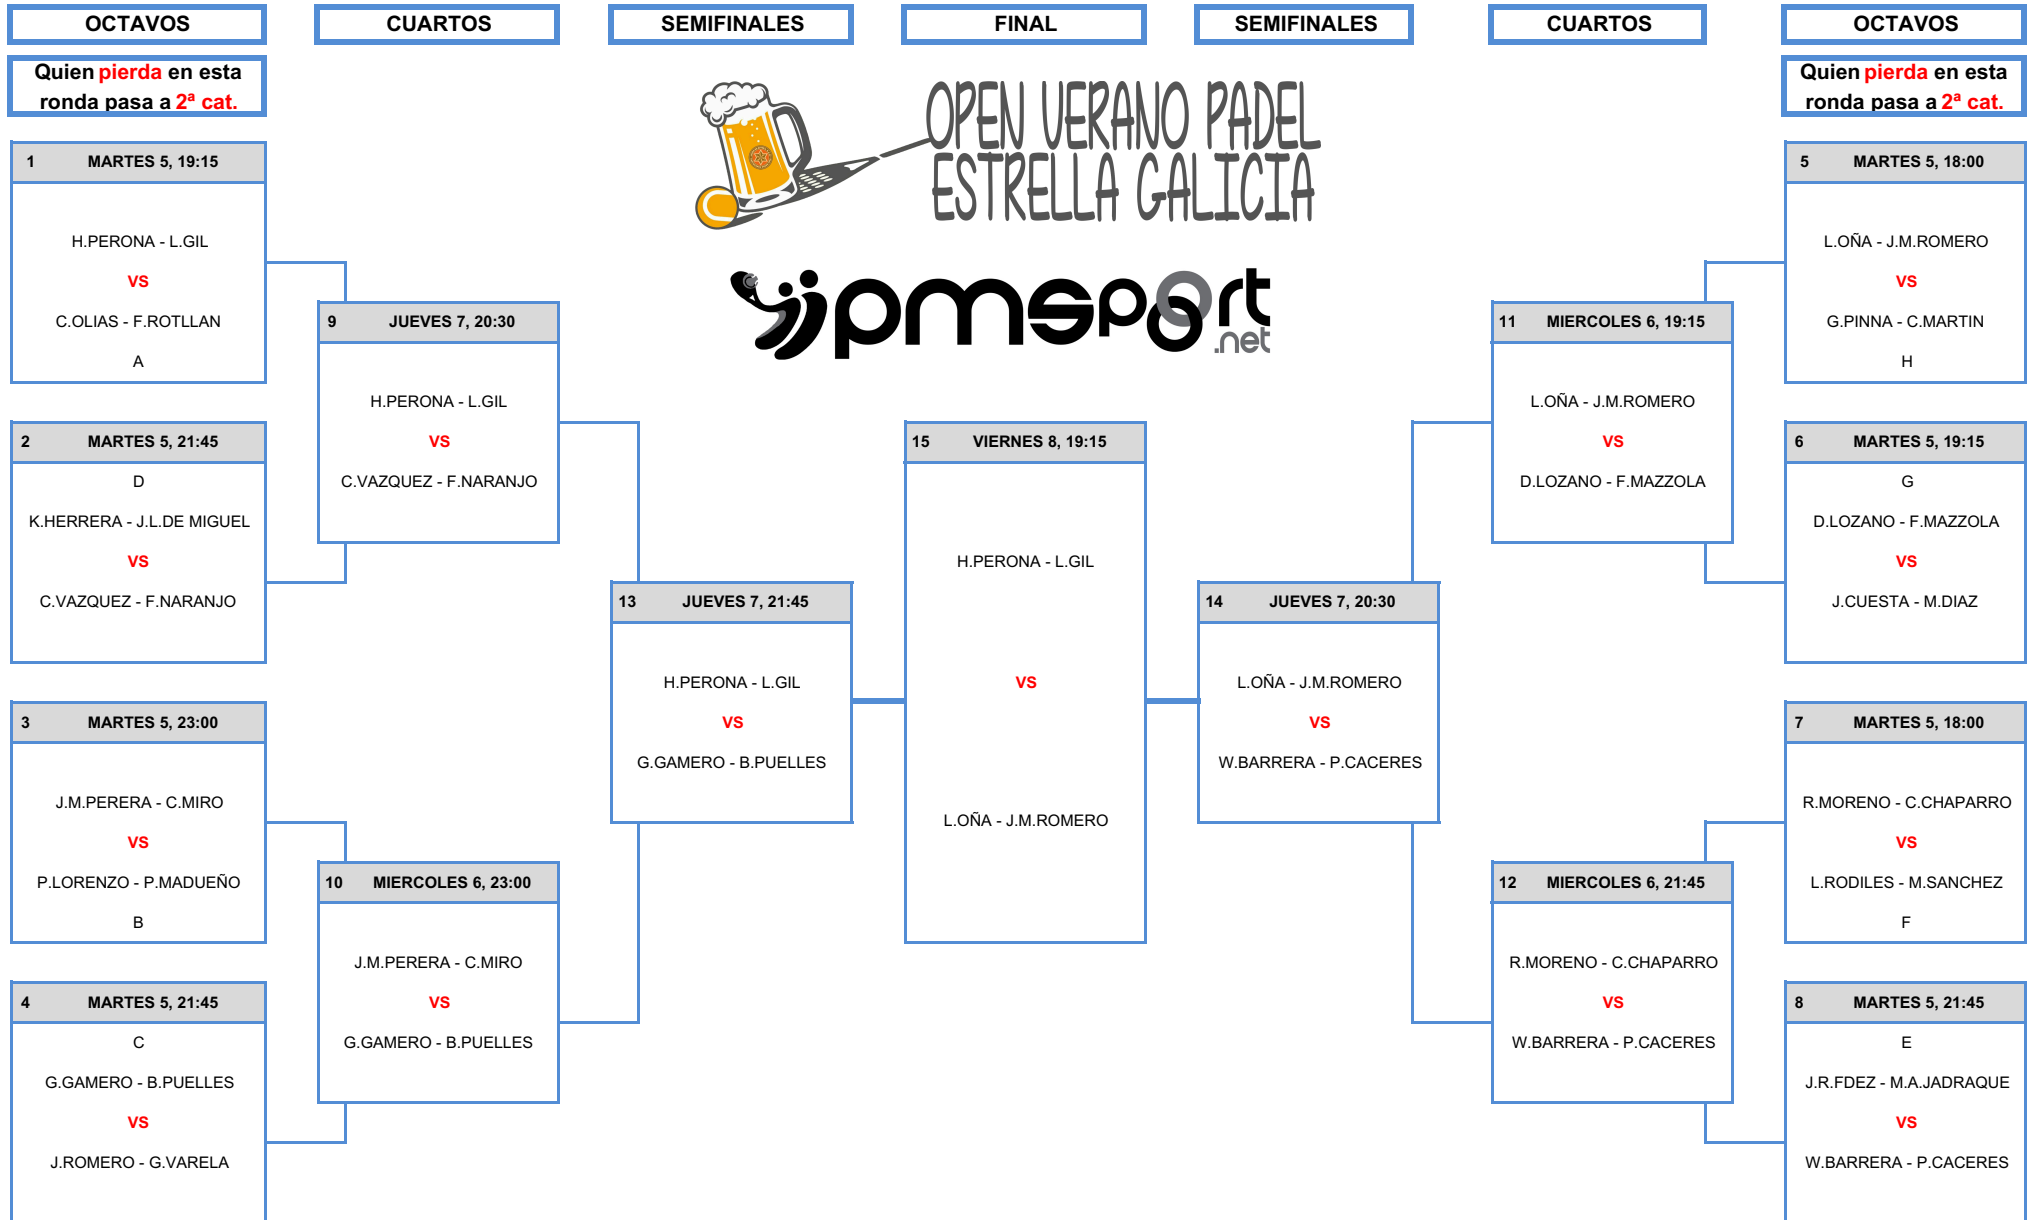 OCTAVOS
CUARTOS
SEMIFINALES
FINAL
SEMIFINALES
CUARTOS
OCTAVOS
Quien pierda en esta
ronda pasa a 2ª cat.
Quien pierda en esta
ronda pasa a 2ª cat.
OPEN VERANO PADEL
ESTRELLA GALICIA
pmsport
.net
1 MARTES 5, 19:15
H.PERONA - L.GIL
VS
C.OLIAS - F.ROTLLAN
A
2 MARTES 5, 21:45
D
K.HERRERA - J.L.DE MIGUEL
VS
C.VAZQUEZ - F.NARANJO
3 MARTES 5, 23:00
J.M.PERERA - C.MIRO
VS
P.LORENZO - P.MADUEÑO
B
4 MARTES 5, 21:45
C
G.GAMERO - B.PUELLES
VS
J.ROMERO - G.VARELA
9 JUEVES 7, 20:30
H.PERONA - L.GIL
VS
C.VAZQUEZ - F.NARANJO
10 MIERCOLES 6, 23:00
J.M.PERERA - C.MIRO
VS
G.GAMERO - B.PUELLES
13 JUEVES 7, 21:45
H.PERONA - L.GIL
VS
G.GAMERO - B.PUELLES
15 VIERNES 8, 19:15
H.PERONA - L.GIL
VS
L.OÑA - J.M.ROMERO
14 JUEVES 7, 20:30
L.OÑA - J.M.ROMERO
VS
W.BARRERA - P.CACERES
11 MIERCOLES 6, 19:15
L.OÑA - J.M.ROMERO
VS
D.LOZANO - F.MAZZOLA
12 MIERCOLES 6, 21:45
R.MORENO - C.CHAPARRO
VS
W.BARRERA - P.CACERES
5 MARTES 5, 18:00
L.OÑA - J.M.ROMERO
VS
G.PINNA - C.MARTIN
H
6 MARTES 5, 19:15
G
D.LOZANO - F.MAZZOLA
VS
J.CUESTA - M.DIAZ
7 MARTES 5, 18:00
R.MORENO - C.CHAPARRO
VS
L.RODILES - M.SANCHEZ
F
8 MARTES 5, 21:45
E
J.R.FDEZ - M.A.JADRAQUE
VS
W.BARRERA - P.CACERES